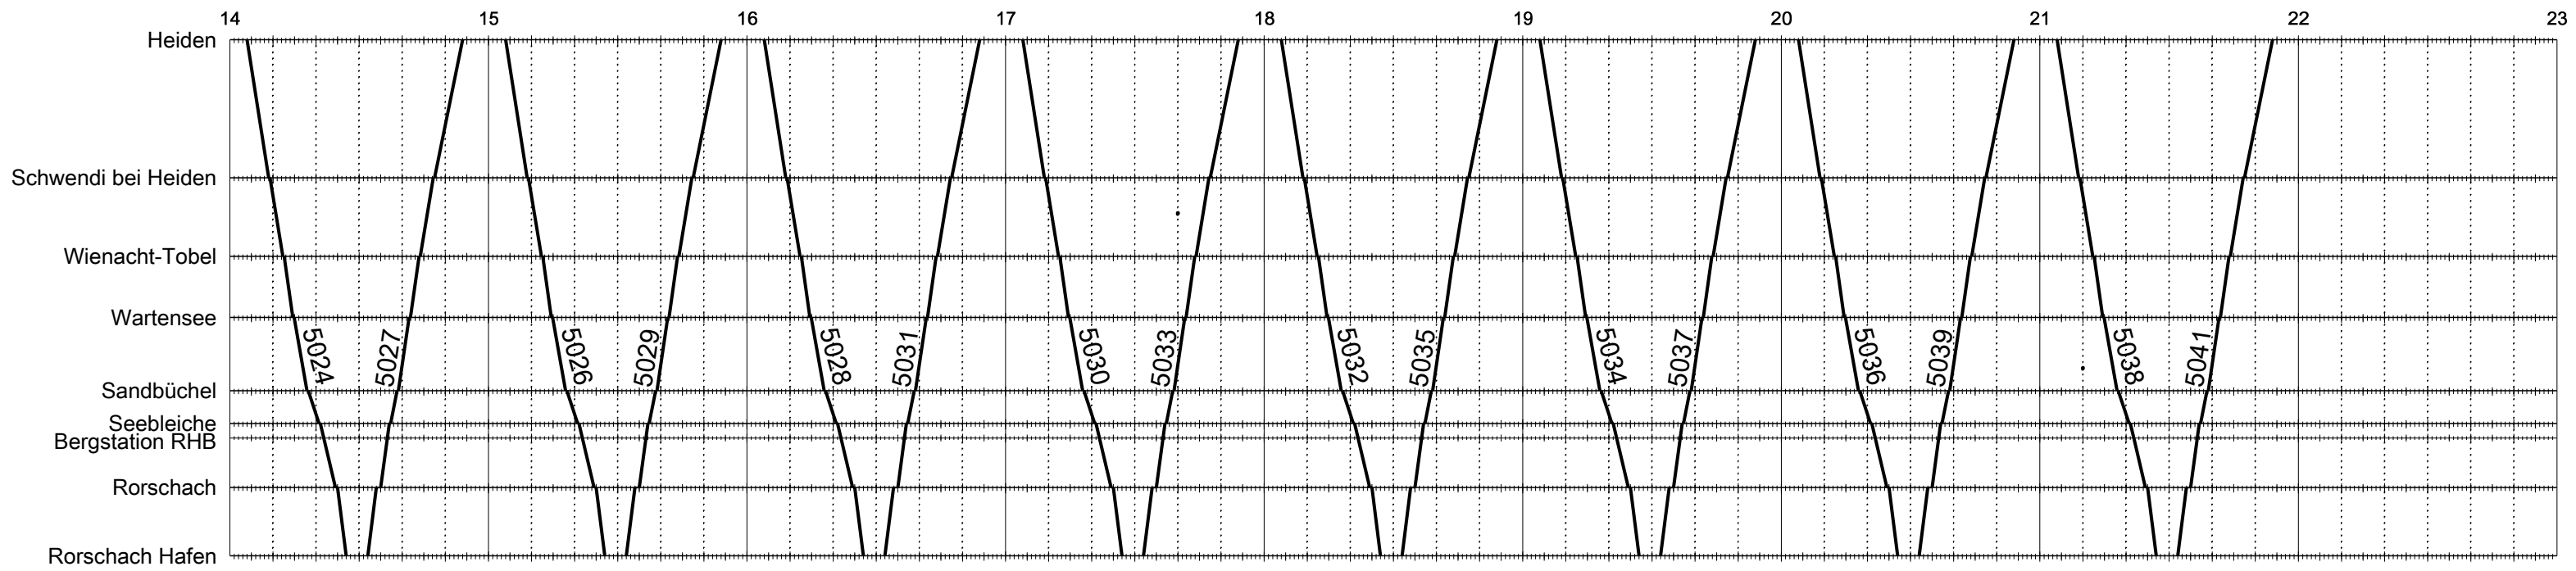 14 15 16 17 18 19 20 21 22 23
Heiden
Schwendi bei Heiden
Wienacht-Tobel
Wartensee
5024 5027 5026 5029 5028 5031 5030 5033 5032 5035 5034 5037 5036 5039 5038 5041
Sandbüchel
Seebleiche
Bergstation RHB
Rorschach
Rorschach Hafen